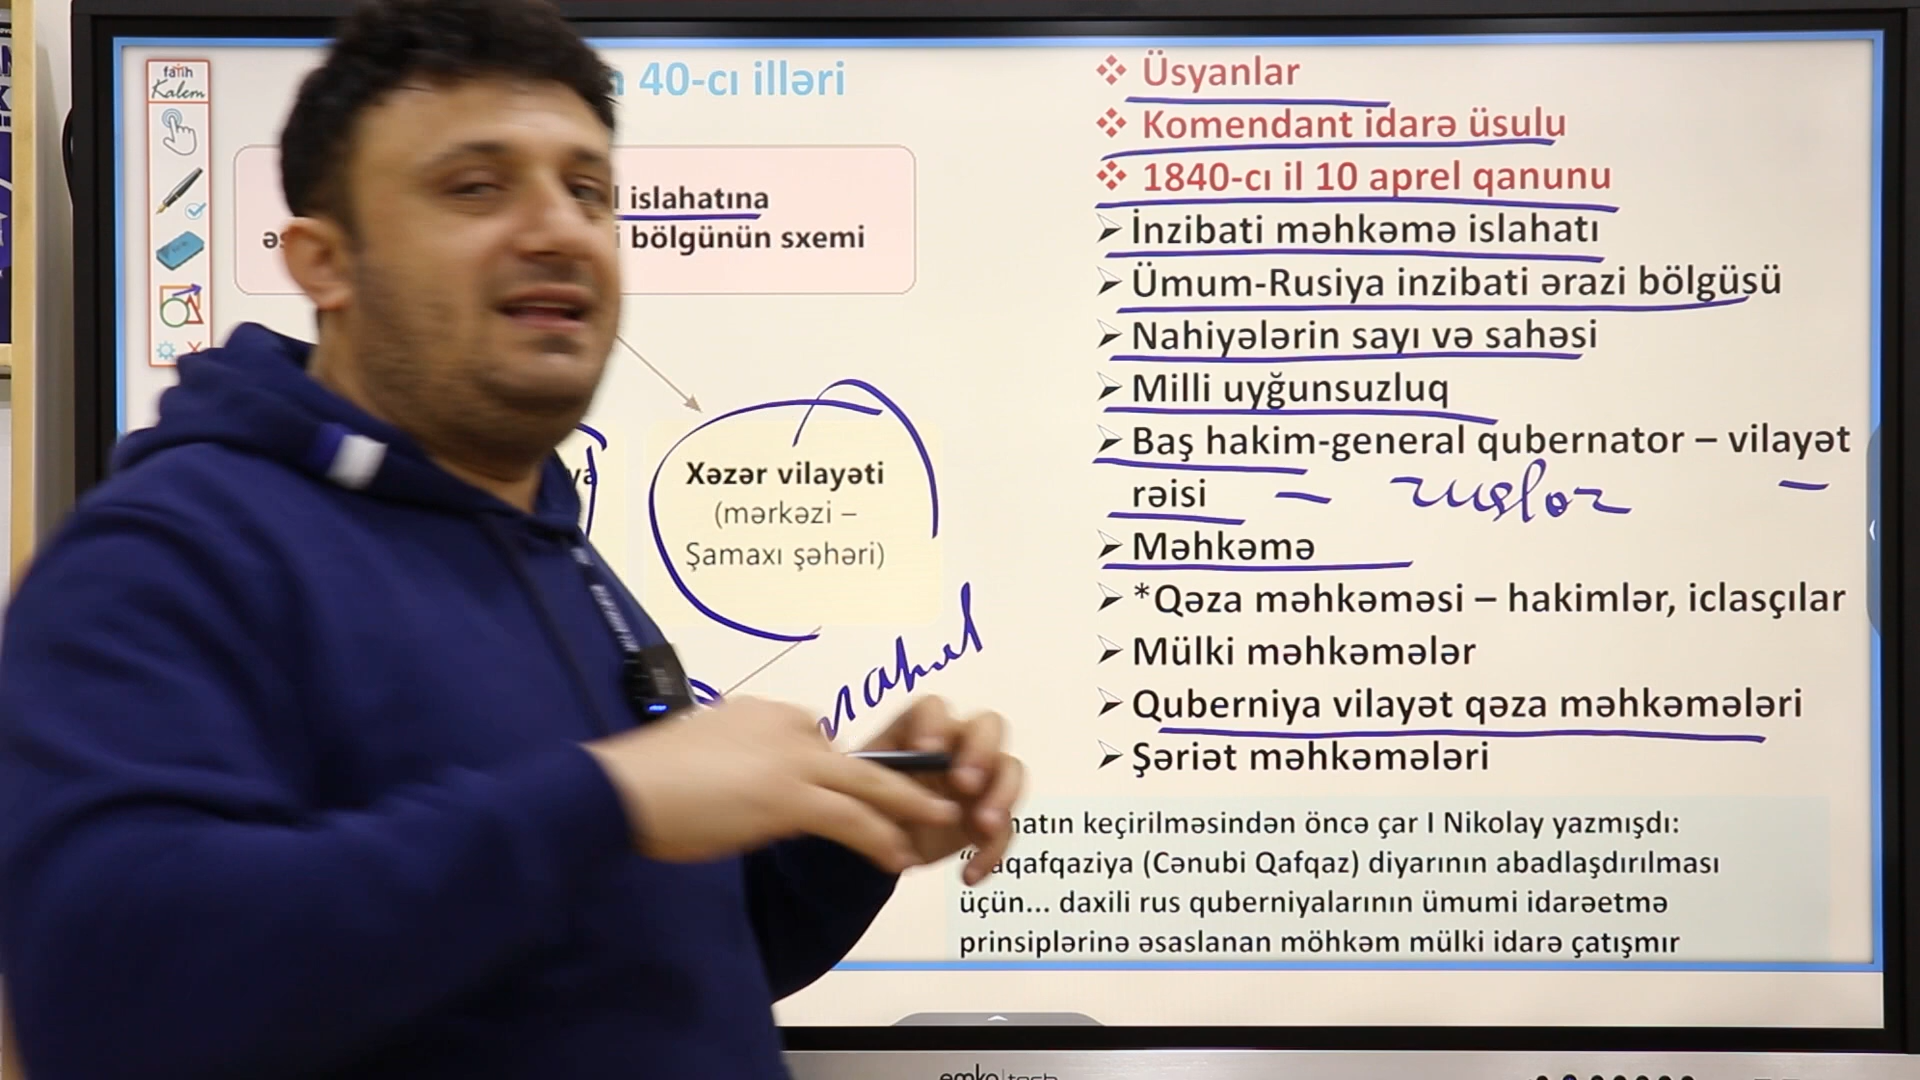 fatih
Kalem
40-cı illəri
islahatına
bölgünün sxemi
Xəzər vilayəti
(mərkəzi –
Şamaxı şəhəri)
❖ Üsyanlar
❖ Komendant idarə üsulu
❖ 1840-cı il 10 aprel qanunu
➢ İnzibati məhkəmə islahatı
➢ Ümum-Rusiya inzibati ərazi bölgüsü
➢ Nahiyələrin sayı və sahəsi
➢ Milli uyğunsuzluq
➢ Baş hakim-general qubernator – vilayət
rəisi – ruslar –
➢ Məhkəmə
➢ *Qəza məhkəməsi – hakimlər, iclasçılar
➢ Mülki məhkəmələr
➢ Quberniya vilayət qəza məhkəmələri
➢ Şəriət məhkəmələri
keçirilməsindən öncə çar I Nikolay yazmışdı:
(Cənubi Qafqaz) diyarının abadlaşdırılması
üçün... daxili rus quberniyalarının ümumi idarəetmə
prinsiplərinə əsaslanan möhkəm mülki idarə çatışmır